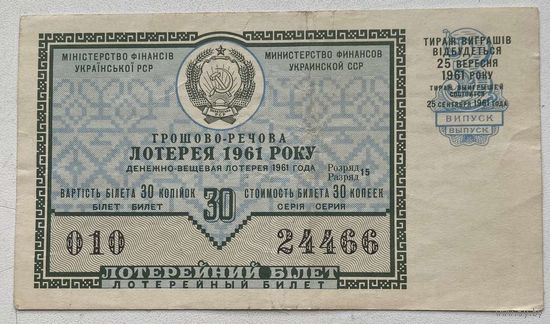 МІНІСТЕРСТВО ФІНАНСІВ
УКРАЇНСЬКОЇ РСР
МИНИСТЕРСТВО ФИНАНСОВ
УКРАИНСКОЙ ССР
ГРОШОВО-РЕЧОВА
ЛОТЕРЕЯ 1961 РОКУ
ДЕНЕЖНО-ВЕЩЕВАЯ ЛОТЕРЕЯ 1961 ГОДА
Розряд
Разряд 15
ВАРТІСТЬ БІЛЕТА 30 КОПІЙОК
СТОИМОСТЬ БИЛЕТА 30 КОПЕЕК
БІЛЕТ БИЛЕТ
30
СЕРІЯ СЕРИЯ
010
24466
ЛОТЕРЕЙНИЙ БІЛЕТ
ЛОТЕРЕЙНЫЙ БИЛЕТ
ТИРАЖ ВИГРАШІВ
ВІДБУДЕТЬСЯ
25 ВЕРЕСНЯ
1961 РОКУ
ТИРАЖ ВЫИГРЫШЕЙ
СОСТОИТСЯ
25 СЕНТЯБРЯ 1961 ГОДА
ВИПУСК
ВЫПУСК